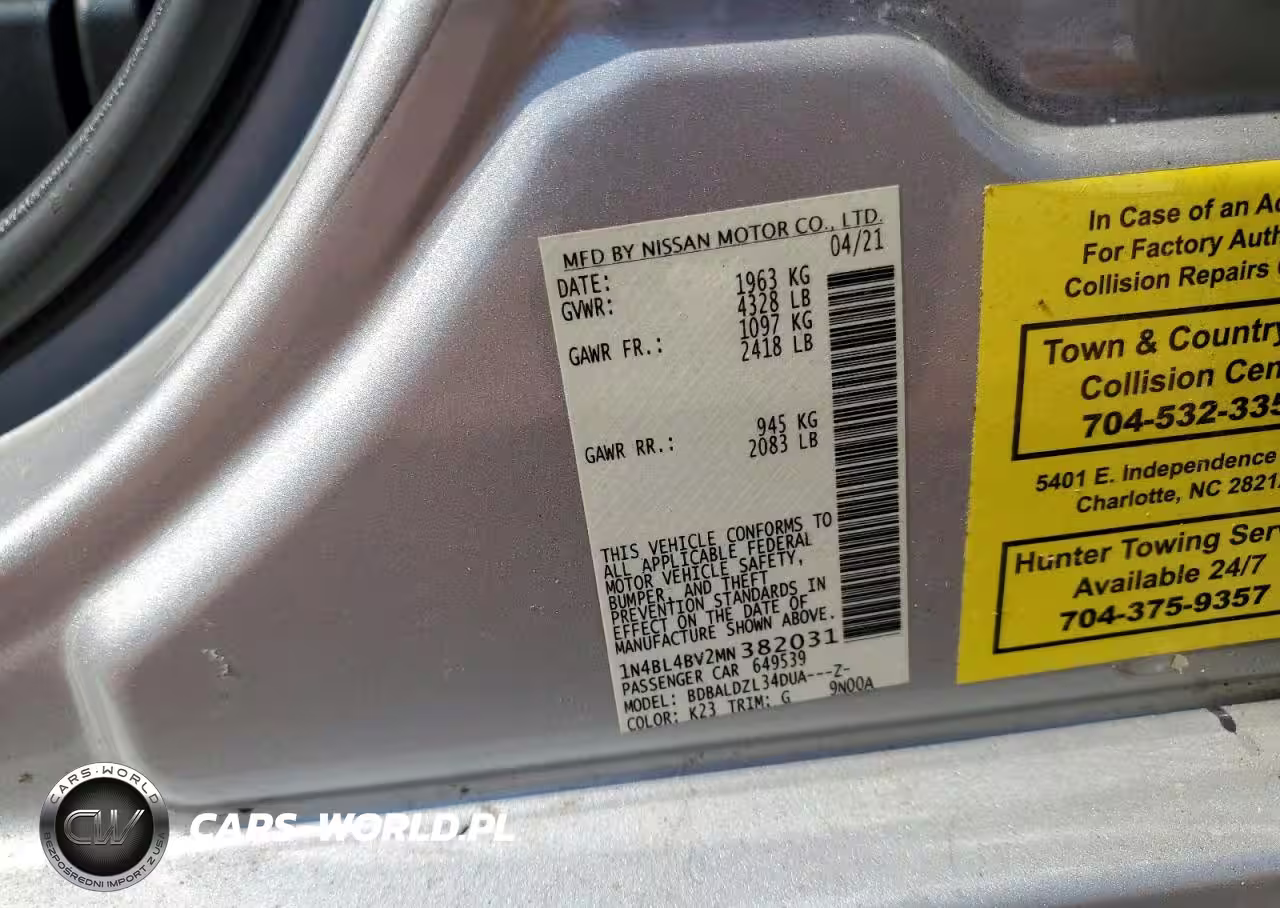 MFD BY NISSAN MOTOR CO., LTD.
DATE: 04/21
GVWR: 1963 KG
4328 LB
GAWR FR.: 1097 KG
2418 LB
GAWR RR.: 945 KG
2083 LB
THIS VEHICLE CONFORMS TO
ALL APPLICABLE FEDERAL
MOTOR VEHICLE SAFETY,
BUMPER, AND THEFT
PREVENTION STANDARDS IN
EFFECT ON THE DATE OF
MANUFACTURE SHOWN ABOVE.
1N4BL4BV2MN382031
PASSENGER CAR 649539
MODEL: BDBALDZL34DUA---Z-
COLOR: K23 TRIM: G 9N00A
In Case of an
For Factory
Collision Repairs
Town & Country
Collision
704-532-335
5401 E. Independence
Charlotte, NC 28212
Hunter Towing
Available 24/7
704-375-9357
CARS-WORLD
CW
BEZPOŚREDNI IMPORT Z USA
CARS-WORLD.PL